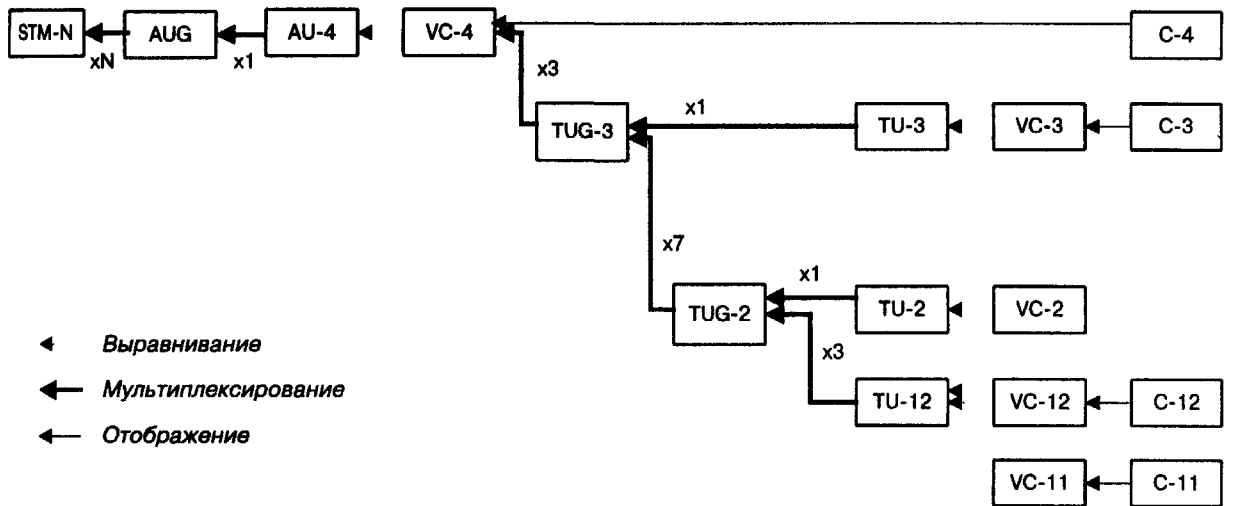 STM-N AUG AU-4 VC-4 C-4
xN x1
x3
x1
TUG-3 TU-3 VC-3 C-3
x7
x1
TUG-2 TU-2 VC-2
x3
Выравнивание
Мультиплексирование
TU-12 VC-12 C-12
Отображение
VC-11 C-11